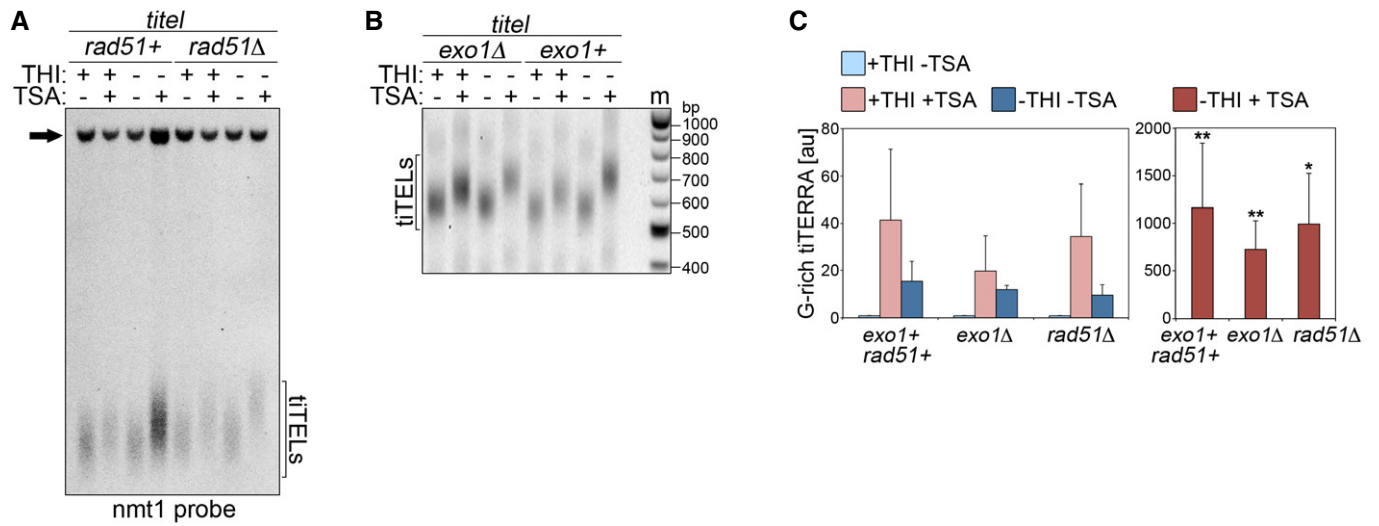 A
titel
rad51+ rad51Δ
THI: + + - - + + - -
TSA: - + - + - + - +
tiTELs
nmt1 probe
B
titel
exo1Δ exo1+
THI: + + - - + + - -
TSA: - + - + - + - + m
bp
1000
900
800
700
600
500
400
tiTELs
C
+THI -TSA
+THI +TSA -THI -TSA -THI + TSA
G-rich tiTERRA [au]
80
60
40
20
0
exo1+ rad51+ exo1Δ rad51Δ
2000
1500
1000
500
0
** ** *
exo1+ rad51+ exo1Δ rad51Δ